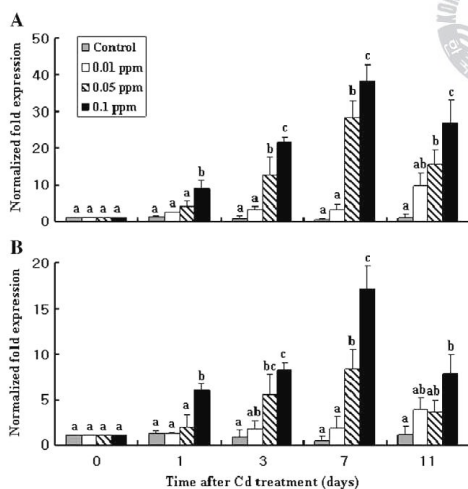 A
Normalized fold expression
50
40
30
20
10
0
Control
0.01 ppm
0.05 ppm
0.1 ppm
a a a a
a a a b
a a b c
a a b c
a ab b c
B
Normalized fold expression
20
15
10
5
0
a a a a
a a a b
a ab bc c
a a b c
a ab ab b
0 1 3 7 11
Time after Cd treatment (days)